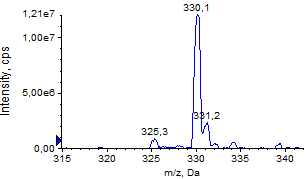 1,21e7
1,00e7
5,00e6
0,00
Intensity, cps
330,1
331,2
325,3
315
320
325
330
335
340
m/z, Da